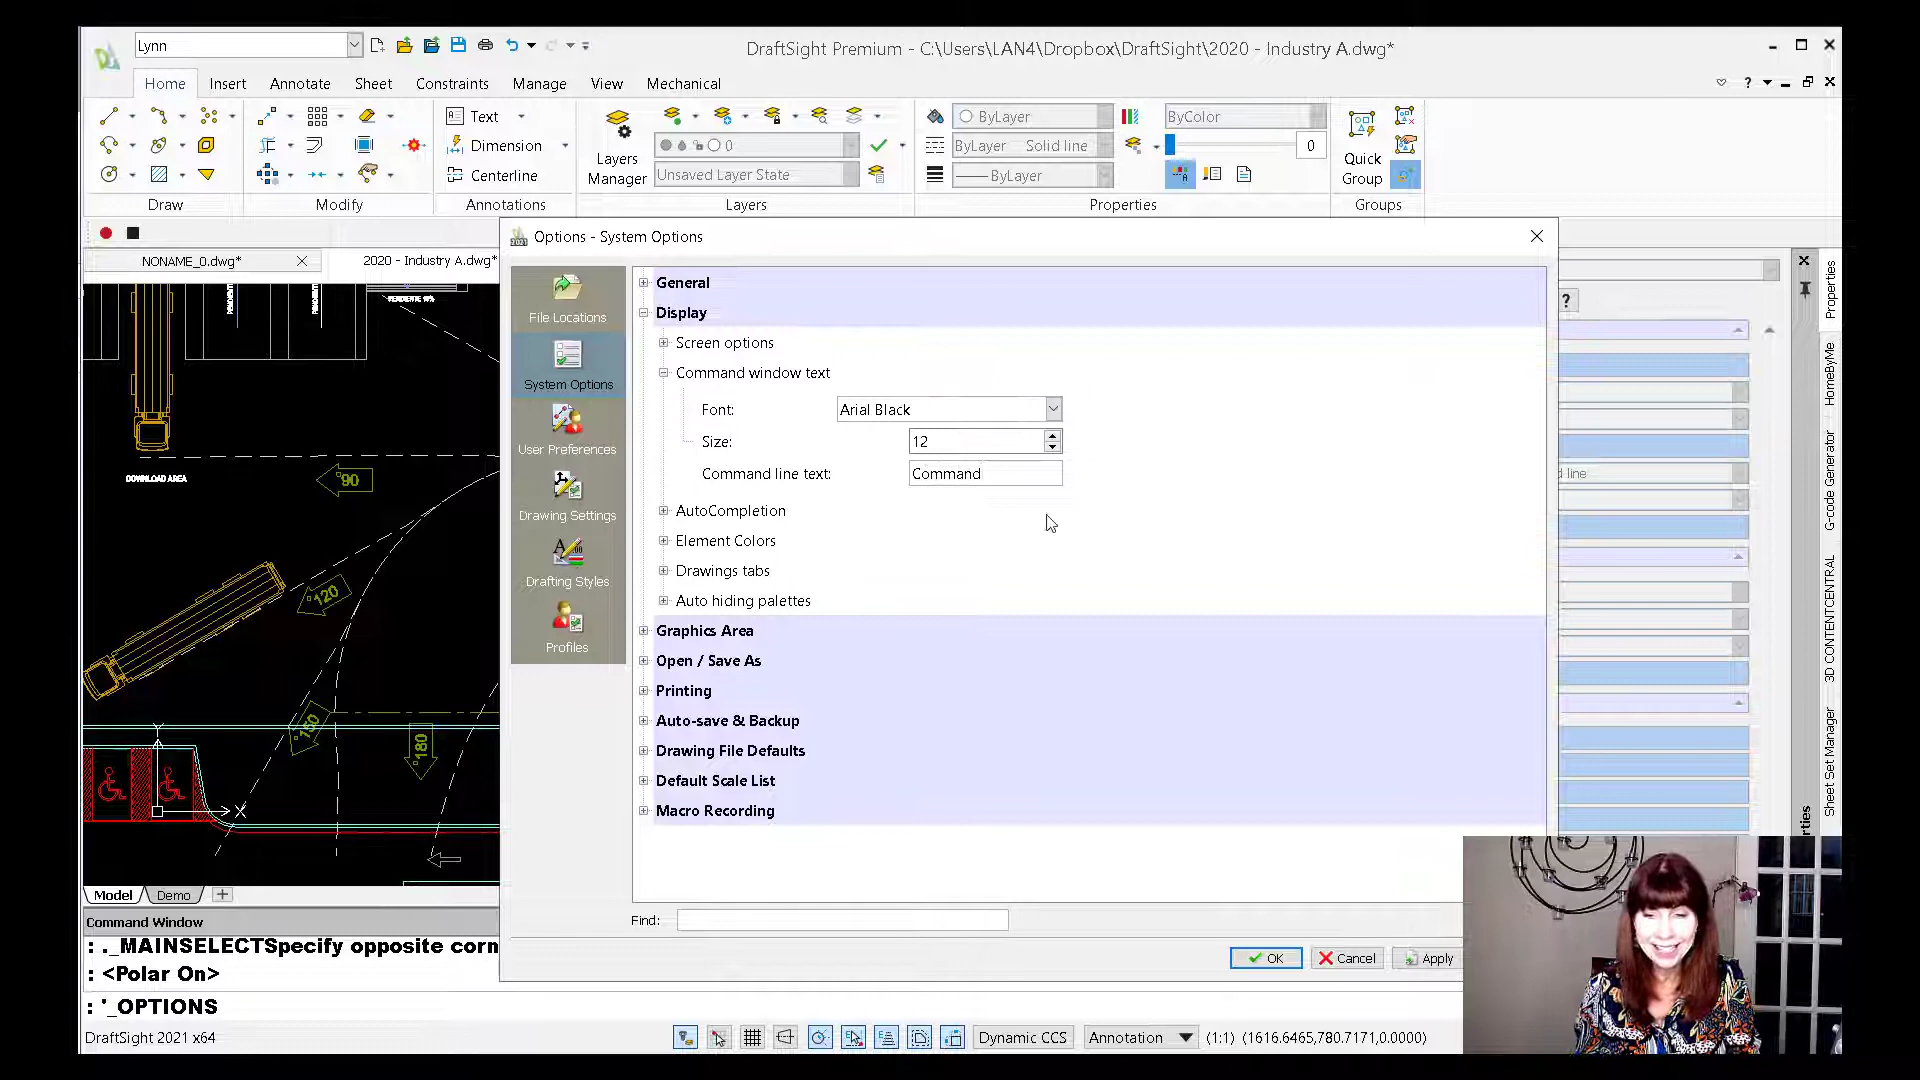 Lynn
DraftSight Premium - C:\Users\LAN4\Dropbox\DraftSight\2020 - Industry A.dwg*
Home Insert Annotate Sheet Constraints Manage View Mechanical
?
Text
Dimension
Centerline
Layers
Manager
0
Unsaved Layer State
ByLayer
ByLayer Solid line
ByLayer
ByColor
0
Quick
Group
Draw Modify Annotations Layers Properties Groups
NONAME_0.dwg*
2020 - Industry A.dwg*
Options - System Options
File Locations
System Options
User Preferences
Drawing Settings
Drafting Styles
Profiles
General
Display
Screen options
Command window text
Font: Arial Black
Size: 12
Command line text: Command
AutoCompletion
Element Colors
Drawings tabs
Auto hiding palettes
Graphics Area
Open / Save As
Printing
Auto-save & Backup
Drawing File Defaults
Default Scale List
Macro Recording
Find:
OK Cancel Apply
?
d line
Properties
HomeByMe
G-code Generator
3D CONTENTCENTRAL
Sheet Set Manager
rties
PENDIENTE 10%
DOWNLOAD AREA
°90
°120
°150
°180
Y
X
Model Demo +
Command Window
: ._MAINSELECTSpecify opposite corn
: <Polar On>
: '_OPTIONS
DraftSight 2021 x64
Dynamic CCS Annotation (1:1) (1616.6465,780.7171,0.0000)